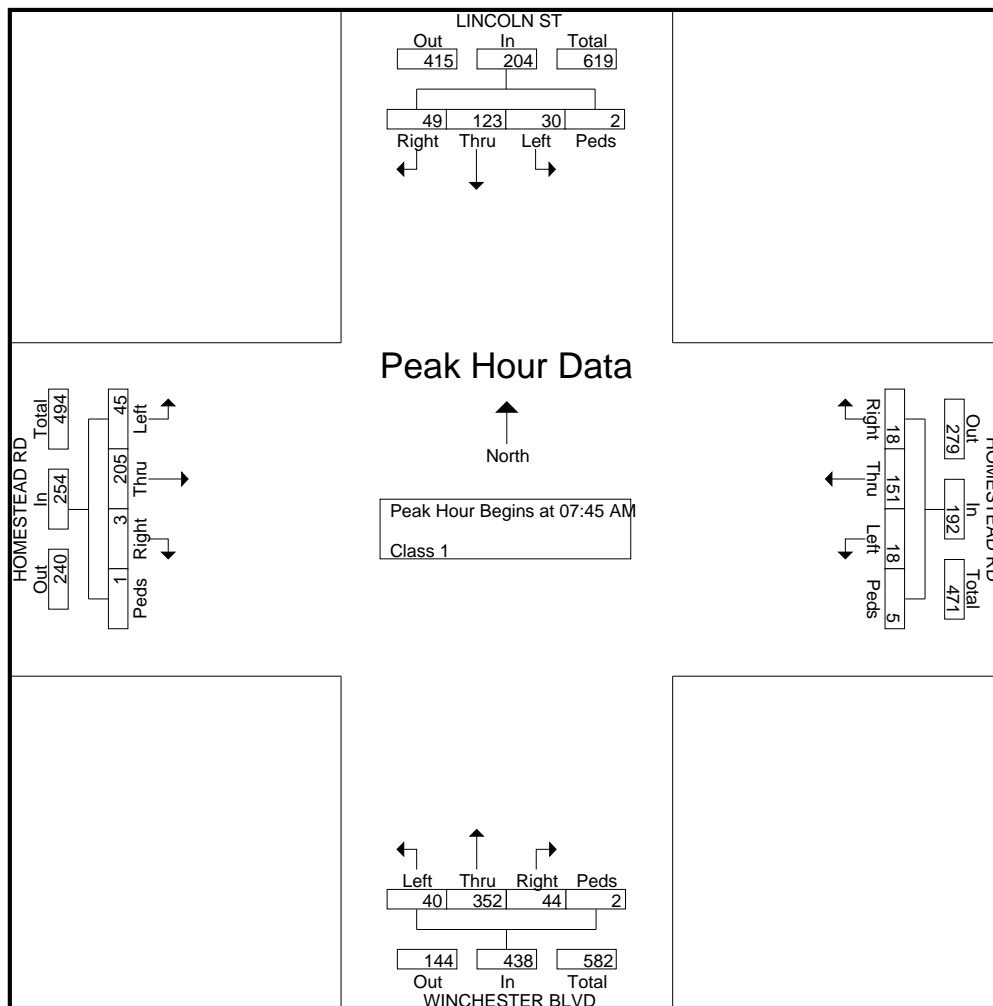 LINCOLN ST
Out In Total
415 204 619
49 123 30 2
Right Thru Left Peds
Peak Hour Data
North
Peak Hour Begins at 07:45 AM
Class 1
HOMESTEAD RD
Total In Out
494 254 240
45 205 3 1
Left Thru Right Peds
Right Thru Left Peds
18 151 18 5
Out In Total
279 192 471
HOMESTEAD RD
Left Thru Right Peds
40 352 44 2
144 438 582
Out In Total
WINCHESTER BLVD